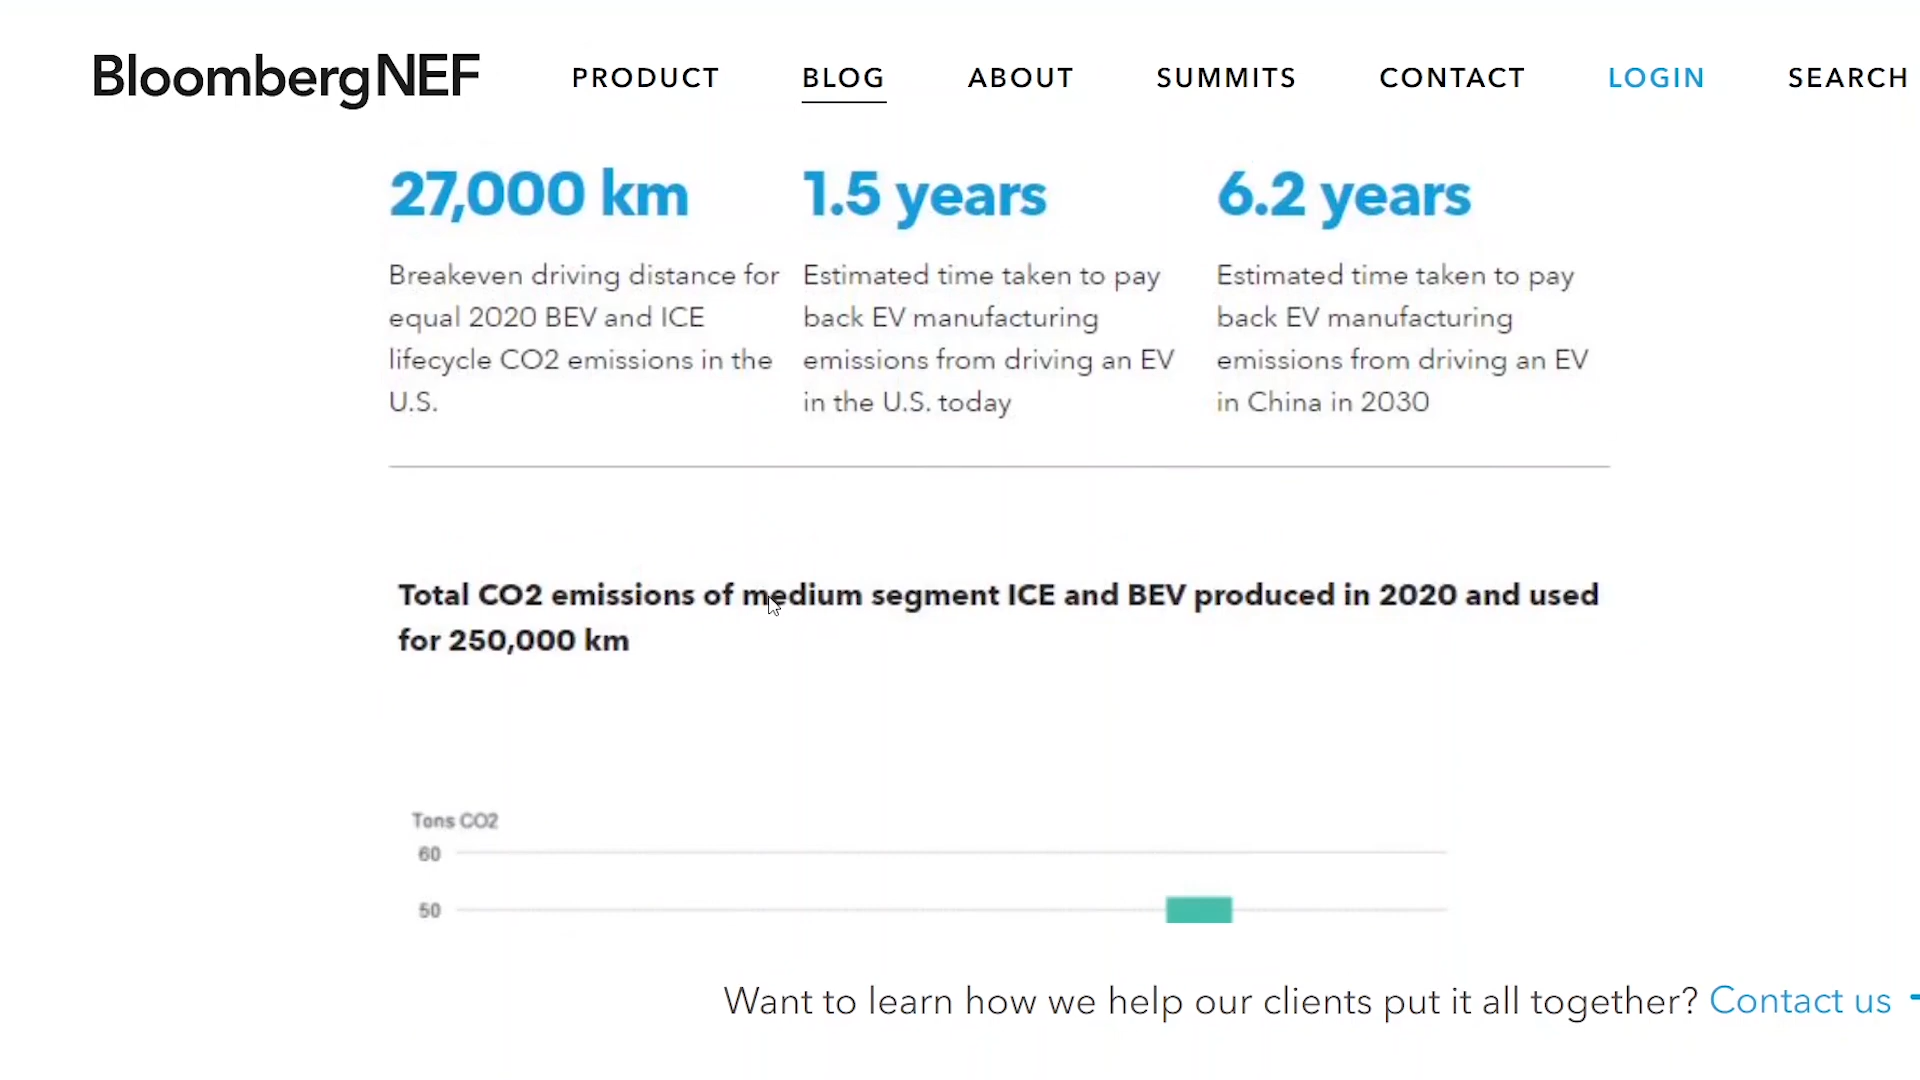 BloombergNEF PRODUCT BLOG ABOUT SUMMITS CONTACT LOGIN SEARCH
27,000 km
Breakeven driving distance for
equal 2020 BEV and ICE
lifecycle CO2 emissions in the
U.S.
1.5 years
Estimated time taken to pay
back EV manufacturing
emissions from driving an EV
in the U.S. today
6.2 years
Estimated time taken to pay
back EV manufacturing
emissions from driving an EV
in China in 2030
Total CO2 emissions of medium segment ICE and BEV produced in 2020 and used
for 250,000 km
Tons CO2
60
50
Want to learn how we help our clients put it all together? Contact us